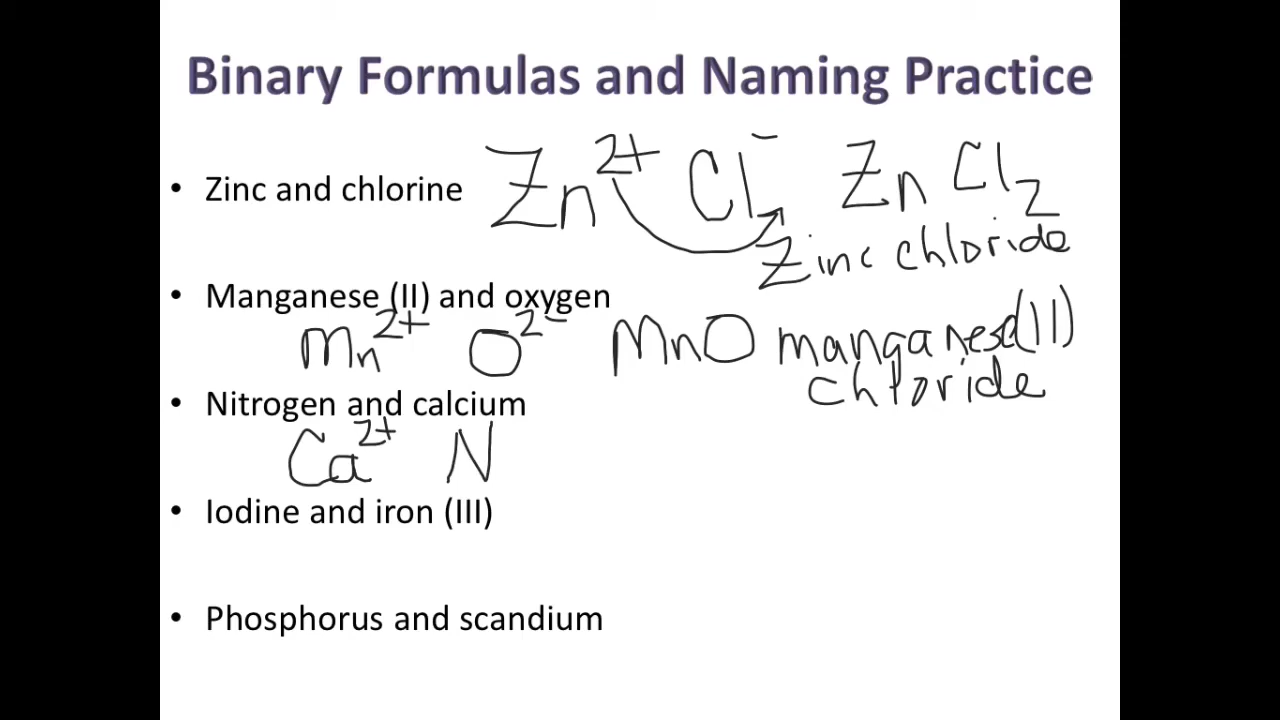 Binary Formulas and Naming Practice
• Zinc and chlorine Zn²⁺ Cl⁻ ZnCl₂
Zinc chloride
• Manganese (II) and oxygen
Mn²⁺ O²⁻ MnO manganese(II)
chloride
• Nitrogen and calcium
Ca²⁺ N
• Iodine and iron (III)
• Phosphorus and scandium